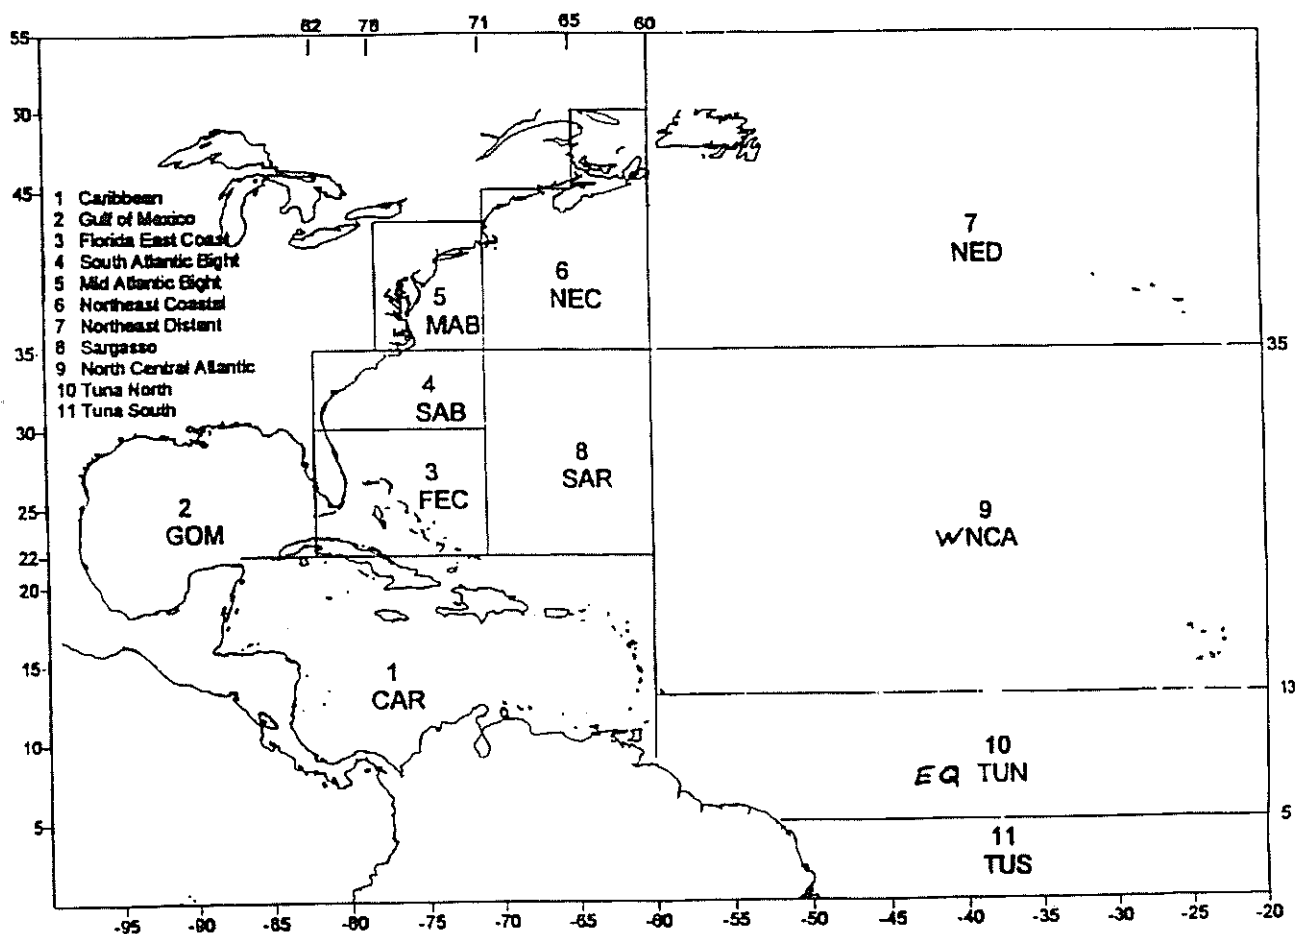 82 78 71 65 60
55
50
45
1 Caribbean
2 Gulf of Mexico
3 Florida East Coast
4 South Atlantic Bight
5 Mid Atlantic Bight
6 Northeast Coastal
7 Northeast Distant
8 Sargasso
9 North Central Atlantic
10 Tuna North
11 Tuna South
7
NED
6
NEC
5
MAB
35
35
4
SAB
30
8
SAR
3
FEC
2
GOM
25
22
20
9
WNCA
15
1
CAR
13
10
10
EQ TUN
5
5
11
TUS
-95 -90 -85 -80 -75 -70 -65 -60 -55 -50 -45 -40 -35 -30 -25 -20